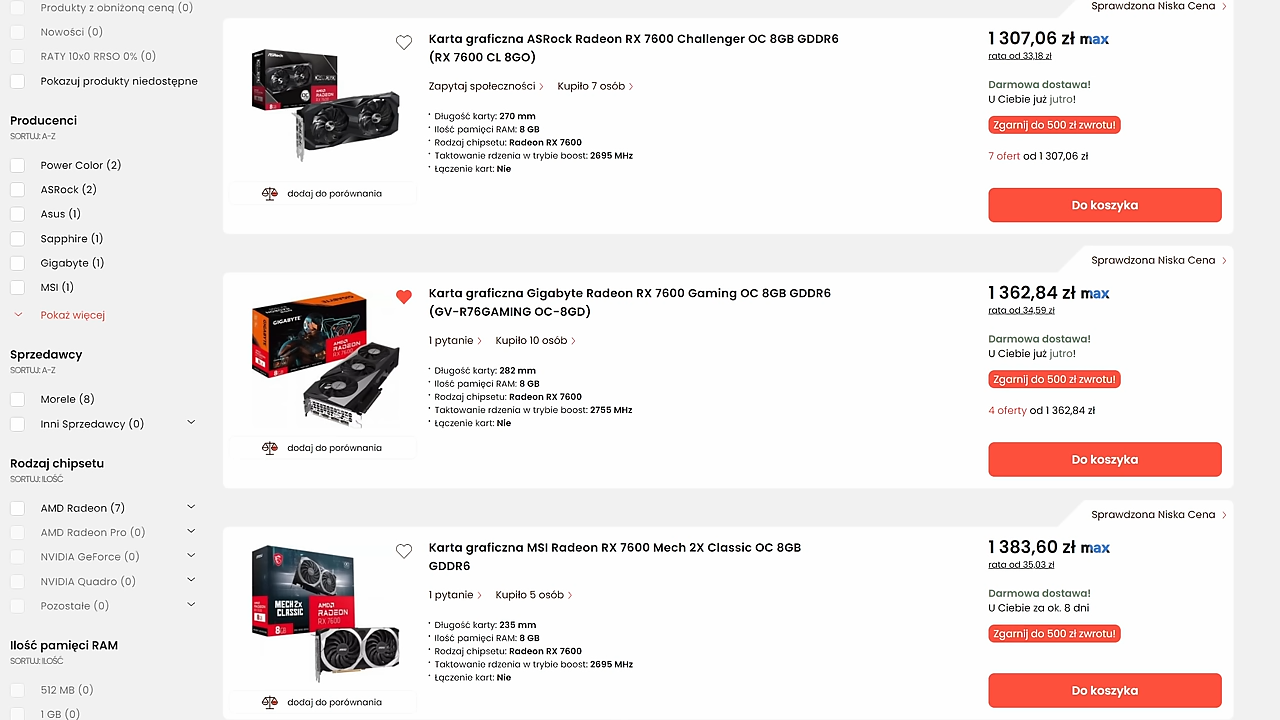 Produkty z obniżoną ceną (0)
Nowości (0)
RATY 10x0 RRSO 0% (0)
Pokazuj produkty niedostępne
Producenci
SORTUJ: A-Z
Power Color (2)
ASRock (2)
Asus (1)
Sapphire (1)
Gigabyte (1)
MSI (1)
Pokaż więcej
Sprzedawcy
SORTUJ: A-Z
Morele (8)
Inni Sprzedawcy (0)
Rodzaj chipsetu
SORTUJ: ILOŚĆ
AMD Radeon (7)
AMD Radeon Pro (0)
NVIDIA GeForce (0)
NVIDIA Quadro (0)
Pozostałe (0)
Ilość pamięci RAM
SORTUJ: ILOŚĆ
512 MB (0)
1 GB (0)
Sprawdzona Niska Cena
Karta graficzna ASRock Radeon RX 7600 Challenger OC 8GB GDDR6
(RX 7600 CL 8GO)
Zapytaj społeczności Kupiło 7 osób
Długość karty: 270 mm
Ilość pamięci RAM: 8 GB
Rodzaj chipsetu: Radeon RX 7600
Taktowanie rdzenia w trybie boost: 2695 MHz
Łączenie kart: Nie
dodaj do porównania
1 307,06 zł max
rata od 33,18 zł
Darmowa dostawa!
U Ciebie już jutro!
Zgarnij do 500 zł zwrotu!
7 ofert od 1 307,06 zł
Do koszyka
Sprawdzona Niska Cena
GIGABYTE
AMD
RADEON
RX 7600
Karta graficzna Gigabyte Radeon RX 7600 Gaming OC 8GB GDDR6
(GV-R76GAMING OC-8GD)
1 pytanie Kupiło 10 osób
Długość karty: 282 mm
Ilość pamięci RAM: 8 GB
Rodzaj chipsetu: Radeon RX 7600
Taktowanie rdzenia w trybie boost: 2755 MHz
Łączenie kart: Nie
dodaj do porównania
1 362,84 zł max
rata od 34,59 zł
Darmowa dostawa!
U Ciebie już jutro!
Zgarnij do 500 zł zwrotu!
4 oferty od 1 362,84 zł
Do koszyka
Sprawdzona Niska Cena
MECH 2X
CLASSIC
AMD
RADEON
RX 7600
8GB
Karta graficzna MSI Radeon RX 7600 Mech 2X Classic OC 8GB
GDDR6
1 pytanie Kupiło 5 osób
Długość karty: 235 mm
Ilość pamięci RAM: 8 GB
Rodzaj chipsetu: Radeon RX 7600
Taktowanie rdzenia w trybie boost: 2695 MHz
Łączenie kart: Nie
dodaj do porównania
1 383,60 zł max
rata od 35,03 zł
Darmowa dostawa!
U Ciebie za ok. 8 dni
Zgarnij do 500 zł zwrotu!
Do koszyka